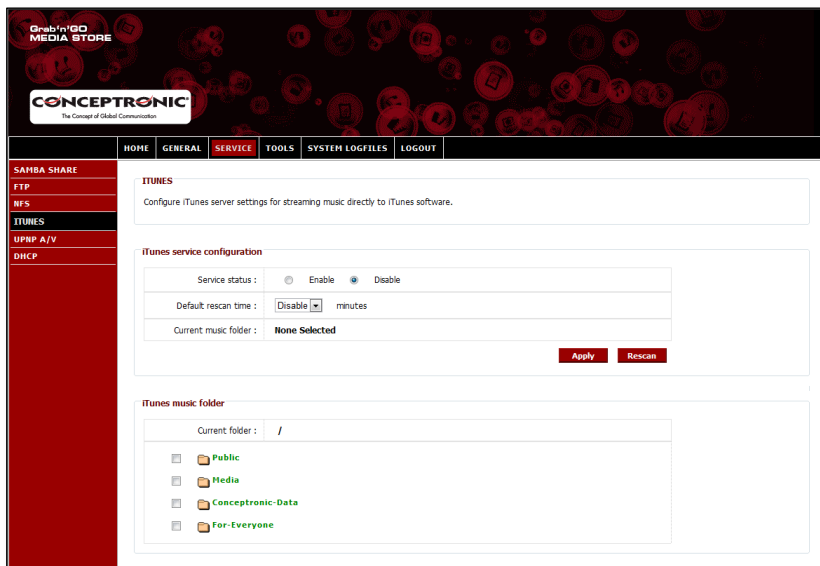 Grab'n'GO
MEDIA STORE
CONCEPTRONIC
The Concept of Global Communication
HOME GENERAL SERVICE TOOLS SYSTEM LOGFILES LOGOUT
SAMBA SHARE
FTP
NFS
ITUNES
UPNP A/V
DHCP
ITUNES
Configure iTunes server settings for streaming music directly to iTunes software.
iTunes service configuration
Service status : Enable Disable
Default rescan time : Disable minutes
Current music folder : None Selected
Apply Rescan
iTunes music folder
Current folder : /
Public
Media
Conceptronic-Data
For-Everyone